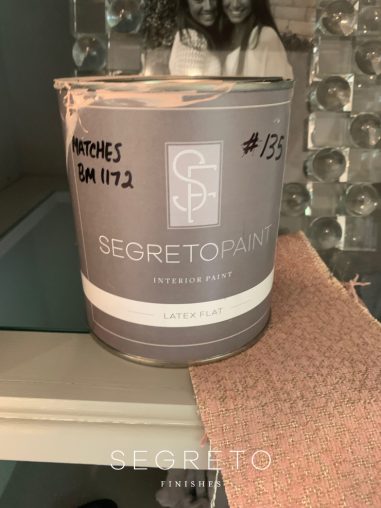 MATCHES
BM 1172
#135
SF
SEGRETOPAINT
INTERIOR PAINT
LATEX FLAT
SEGRETO
FINISHES